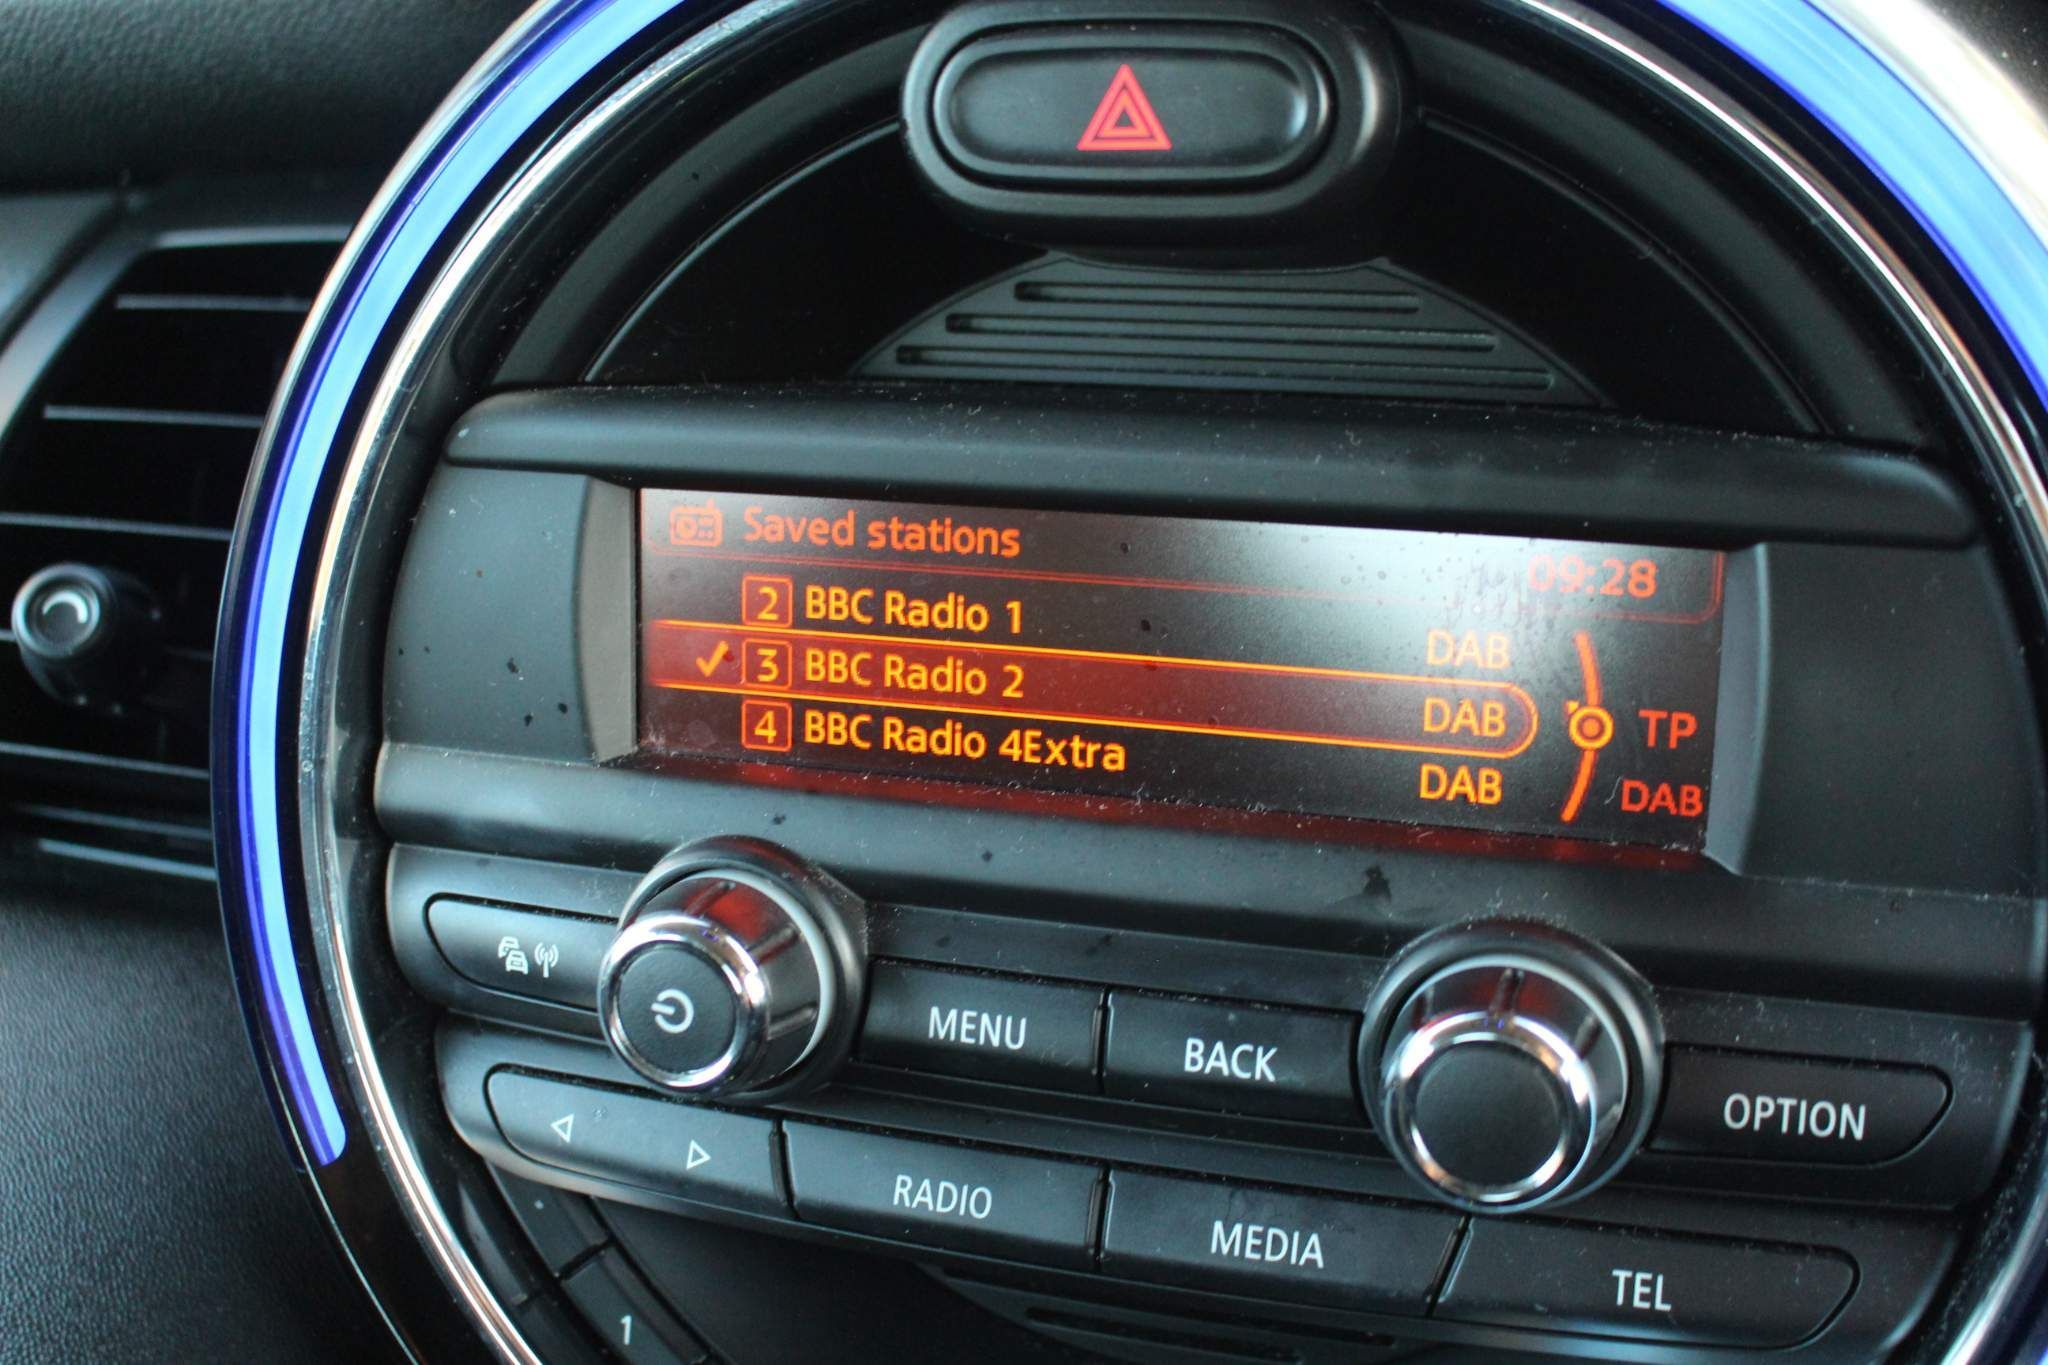 Saved stations 09:28
2 BBC Radio 1 DAB
3 BBC Radio 2 DAB TP
4 BBC Radio 4Extra DAB DAB
MENU BACK OPTION
RADIO MEDIA TEL
1